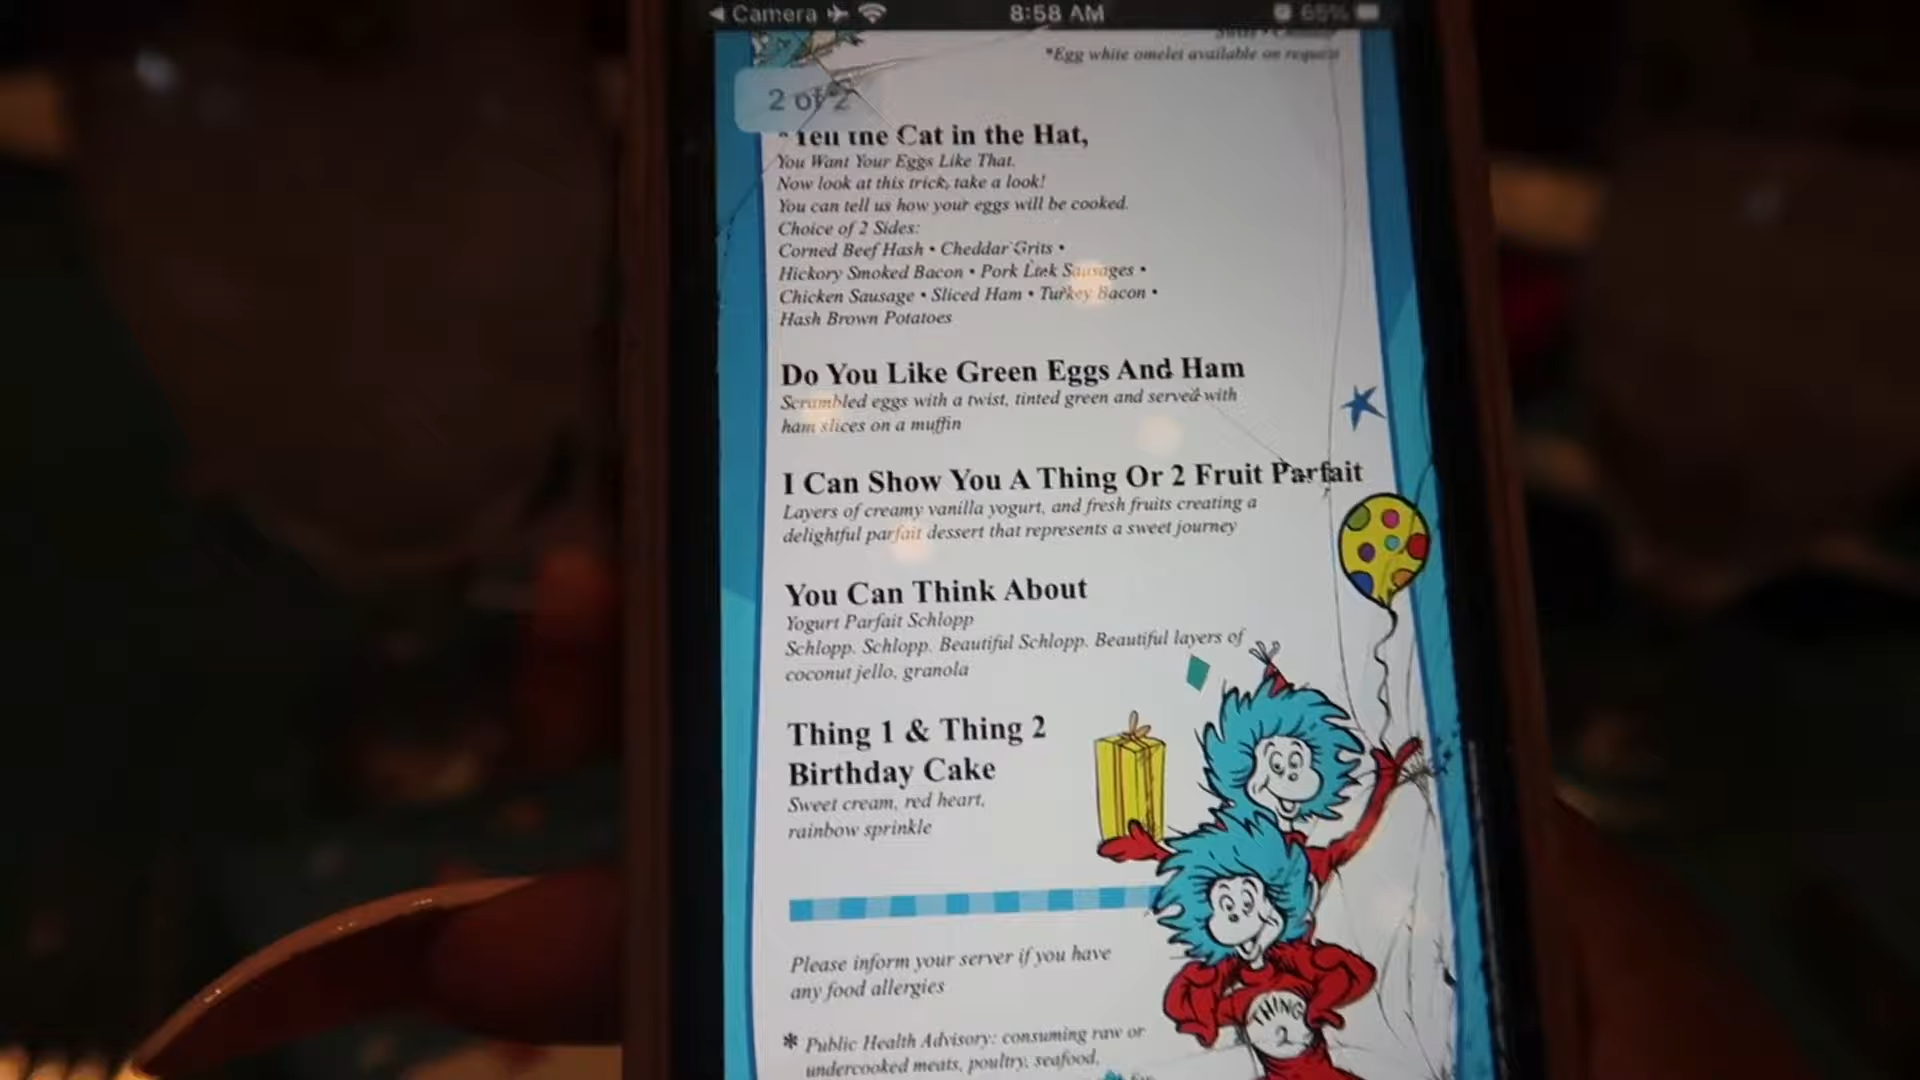 Camera
8:58 AM
65%
*Egg white omelet available on request
2 of 2
*Tell the Cat in the Hat,
You Want Your Eggs Like That.
Now look at this trick, take a look!
You can tell us how your eggs will be cooked.
Choice of 2 Sides:
Corned Beef Hash • Cheddar Grits •
Hickory Smoked Bacon • Pork Link Sausages •
Chicken Sausage • Sliced Ham • Turkey Bacon •
Hash Brown Potatoes
Do You Like Green Eggs And Ham
Scrambled eggs with a twist, tinted green and served with
ham slices on a muffin
I Can Show You A Thing Or 2 Fruit Parfait
Layers of creamy vanilla yogurt, and fresh fruits creating a
delightful parfait dessert that represents a sweet journey
You Can Think About
Yogurt Parfait Schlopp
Schlopp. Schlopp. Beautiful Schlopp. Beautiful layers of
coconut jello, granola
Thing 1 & Thing 2
Birthday Cake
Sweet cream, red heart,
rainbow sprinkle
Please inform your server if you have
any food allergies
* Public Health Advisory: consuming raw or
undercooked meats, poultry, seafood,
THING
2